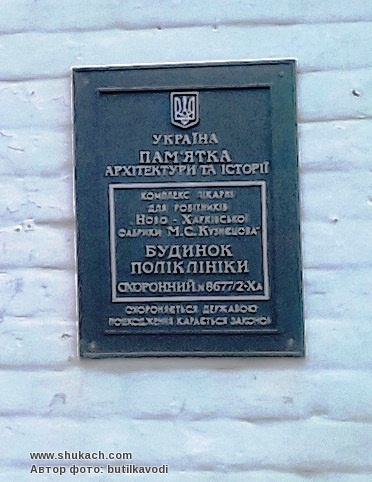 УКРАЇНА
ПАМ'ЯТКА
АРХІТЕКТУРИ ТА ІСТОРІЇ
КОМПЛЕКС ЛІКАРНІ
ДЛЯ РОБІТНИКІВ
"НОВО - ХАРКІВСЬКОЇ
ФАБРИКИ М.С. КУЗНЕЦОВА"
БУДИНОК
ПОЛІКЛІНІКИ
ОХОРОННИЙ № 8677/2-ХА
ОХОРОНЯЄТЬСЯ ДЕРЖАВОЮ
ПОШКОДЖЕННЯ КАРАЄТЬСЯ ЗАКОНОМ
www.shukach.com
Автор фото: butilkavodi